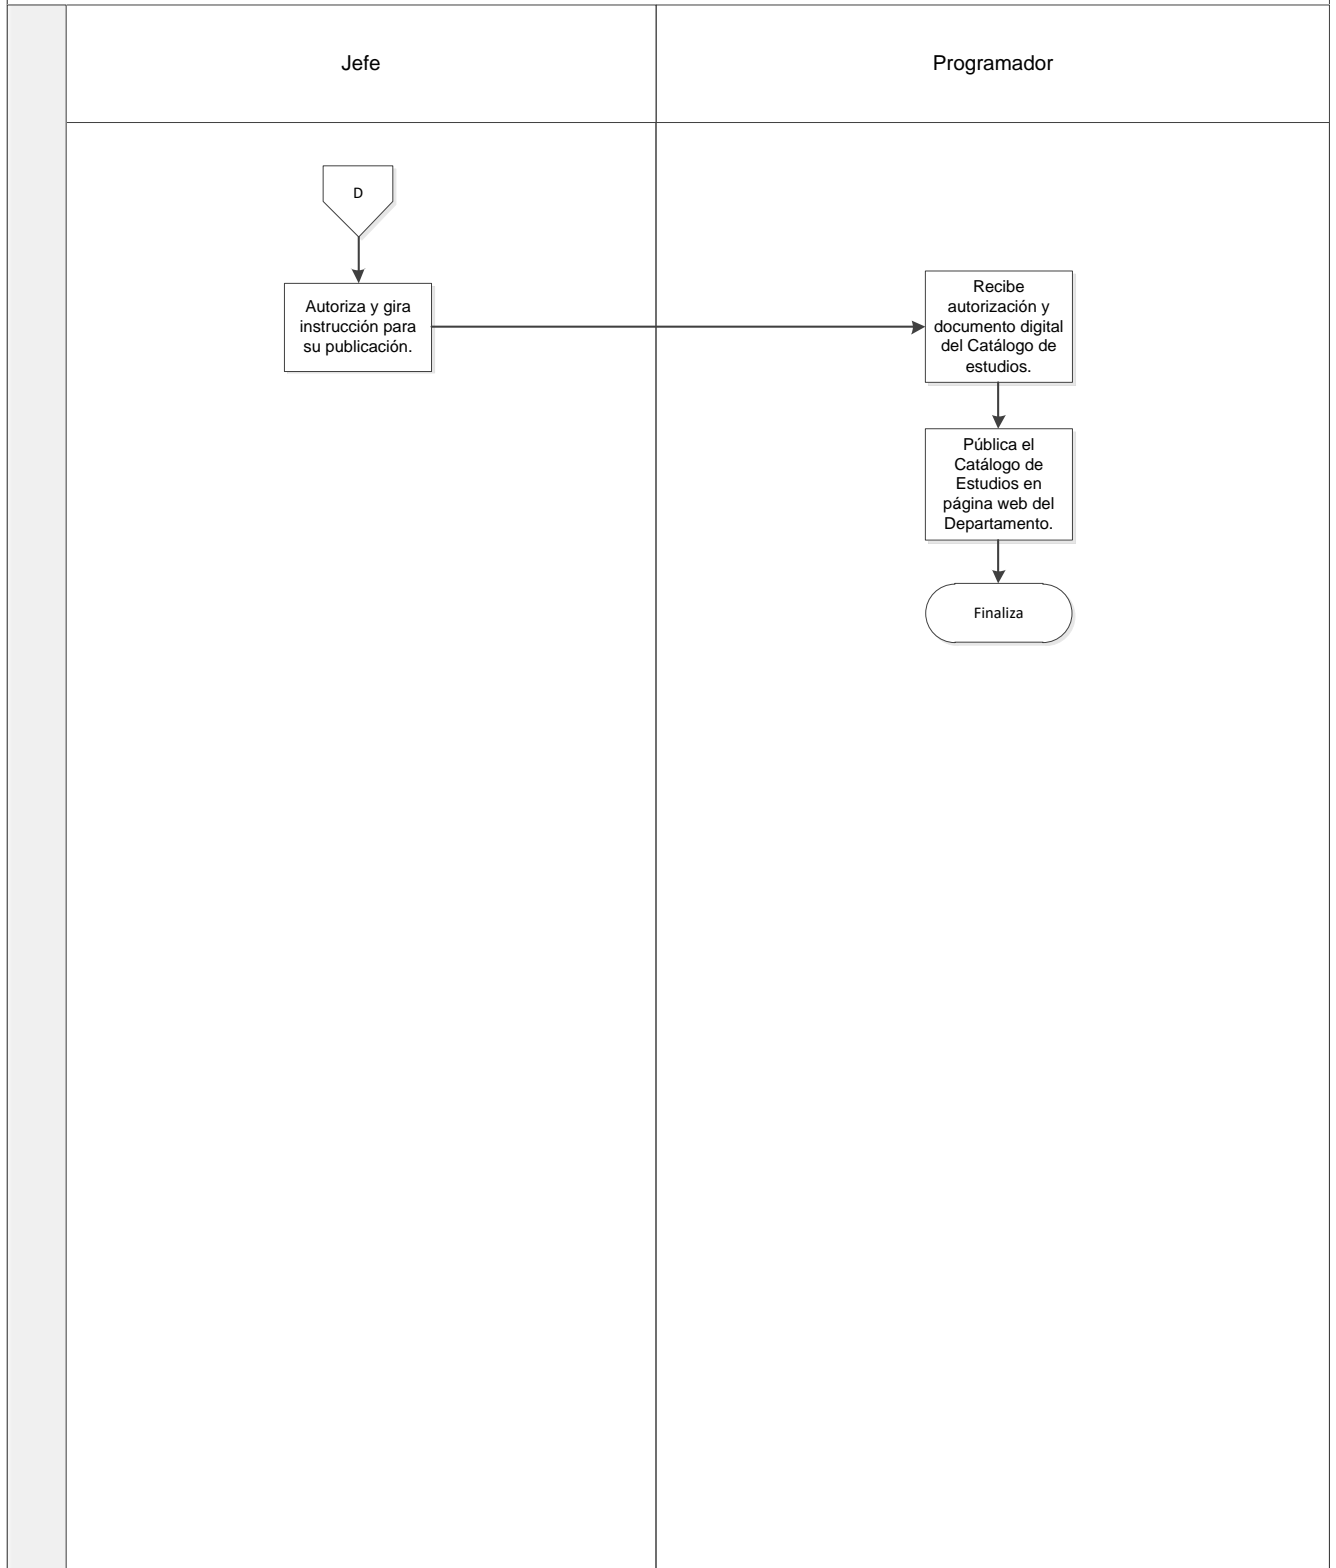 Jefe
Programador
D
Autoriza y gira
instrucción para
su publicación.
Recibe
autorización y
documento digital
del Catálogo de
estudios.
Pública el
Catálogo de
Estudios en
página web del
Departamento.
Finaliza